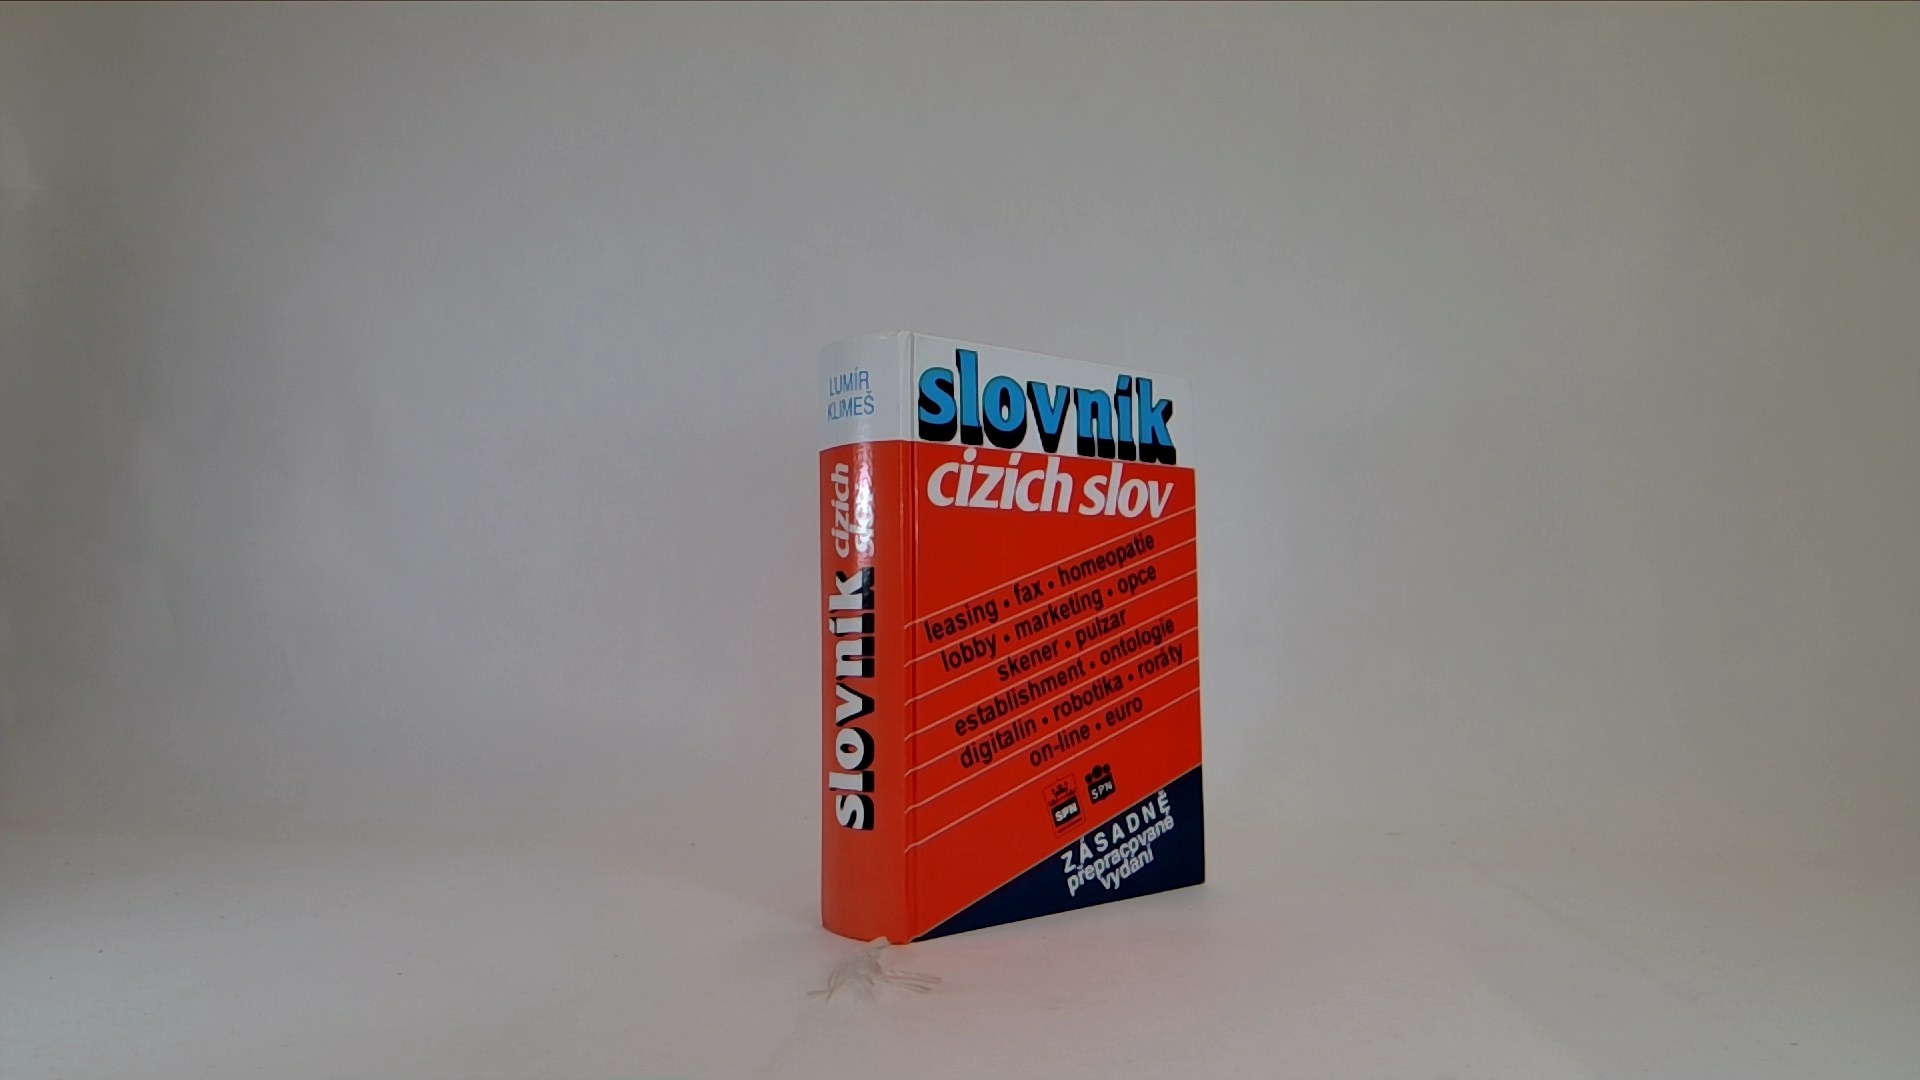 LUMÍR
KLIMEŠ
slovník cizích
slov
slovník
cizích slov
leasing • fax • homeopatie
lobby • marketing • opce
skener • pulzar
establishment • ontologie
digitalin • robotika • roráty
on-line • euro
SPN
SPN
ZÁSADNĚ
přepracované
vydání